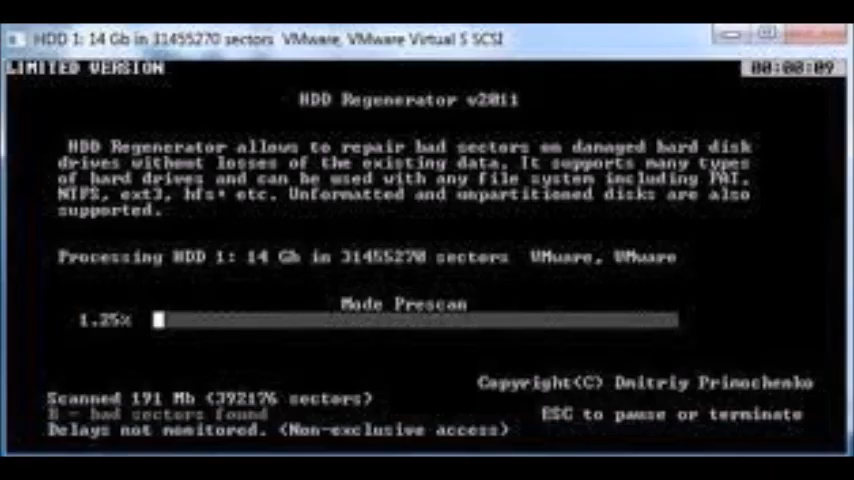 HDD 1: 14 Gb in 31455270 sectors VMware, VMware Virtual S SCSI
LIMITED VERSION
00:00:09
HDD Regenerator v2011
HDD Regenerator allows to repair bad sectors on damaged hard disk
drives without losses of the existing data. It supports many types
of hard drives and can be used with any file system including FAT,
NTFS, ext3, hfs+ etc. Unformatted and unpartitioned disks are also
supported.
Processing HDD 1: 14 Gb in 31455270 sectors VMware, VMware
Mode Prescan
1.25%
Copyright(C) Dmitriy Primochenko
Scanned 191 Mb (392176 sectors)
B - bad sectors found
ESC to pause or terminate
Delays not monitored. (Non-exclusive access)